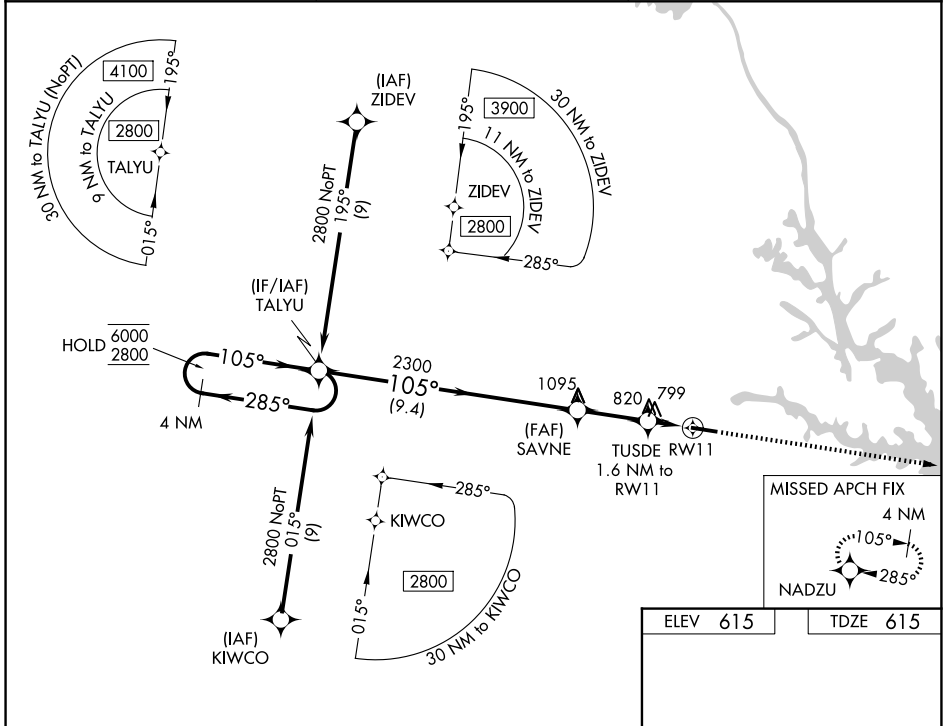 30 NM to TALYU (NoPT)
4100
195°
9 NM to TALYU
2800
TALYU
015°
(IAF)
ZIDEV
2800 NoPT
195°
(9)
3900
195°
30 NM to ZIDEV
11 NM to ZIDEV
ZIDEV
2800
285°
(IF/IAF)
TALYU
HOLD 6000
2800
105°
285°
4 NM
2300
105°
(9.4)
1095
(FAF)
SAVNE
820
799
TUSDE
1.6 NM to
RW11
RW11
2800 NoPT
015°
(9)
(IAF)
KIWCO
285°
KIWCO
2800
015°
30 NM to KIWCO
MISSED APCH FIX
4 NM
105°
285°
NADZU
ELEV 615
TDZE 615